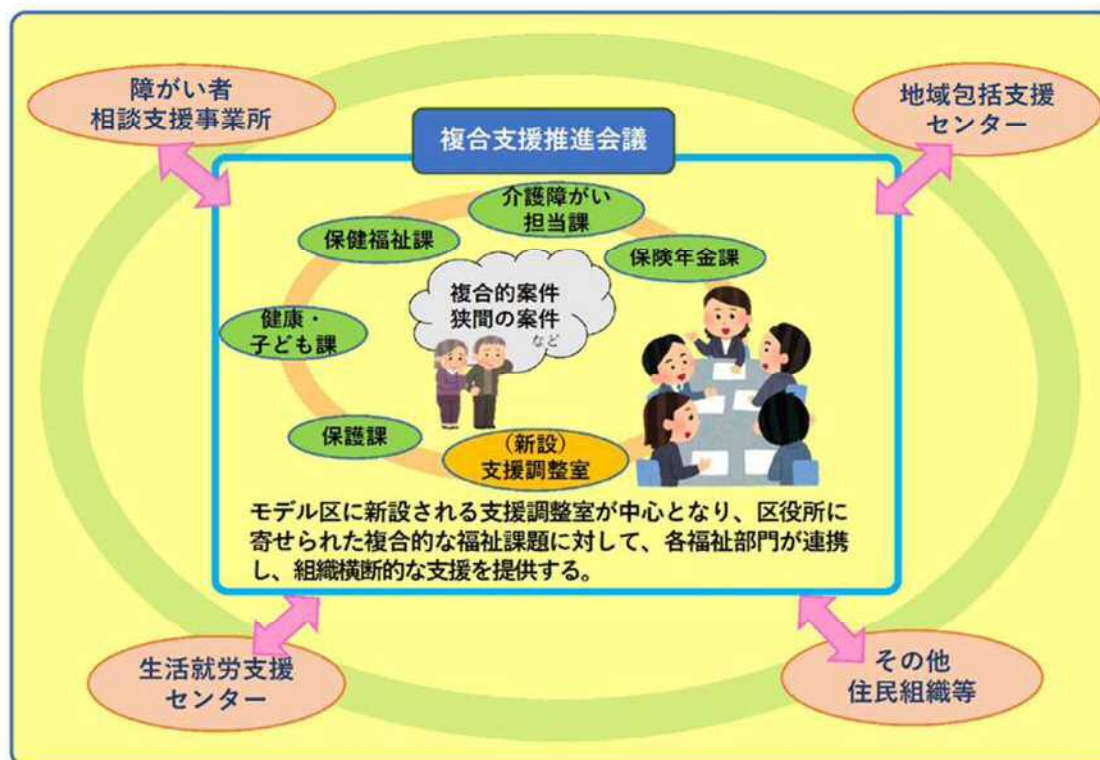 障がい者
相談支援事業所
地域包括支援
センター
複合支援推進会議
介護障がい
担当課
保健福祉課
保険年金課
複合的案件
狭間の案件
など
健康・
子ども課
保護課
(新設)
支援調整室
モデル区に新設される支援調整室が中心となり、区役所に
寄せられた複合的な福祉課題に対して、各福祉部門が連携
し、組織横断的な支援を提供する。
生活就労支援
センター
その他
住民組織等